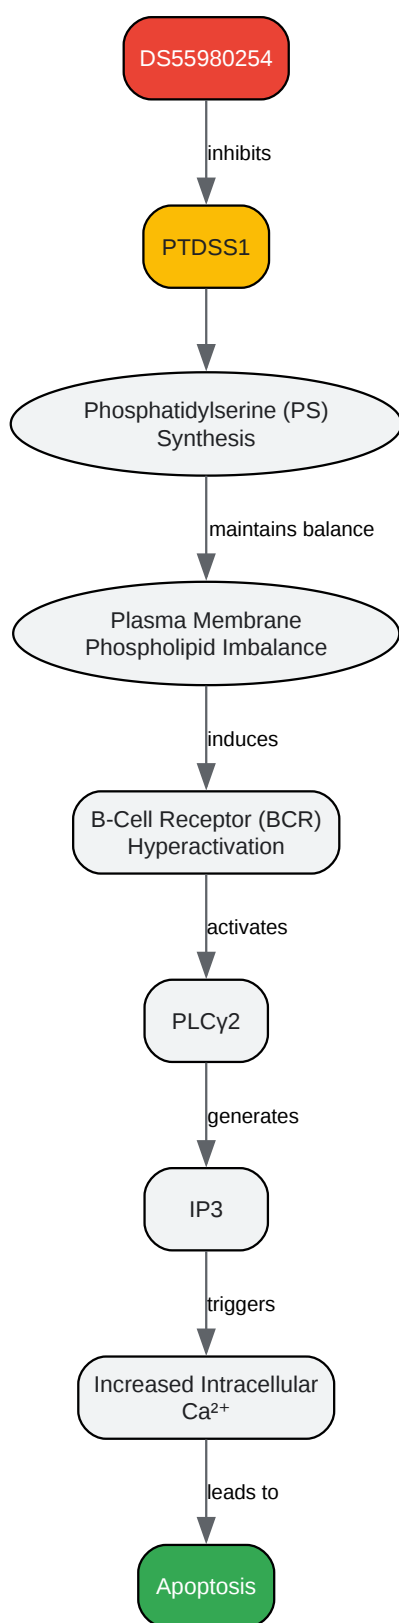 DS55980254
inhibits
PTDSS1
Phosphatidylserine (PS)
Synthesis
maintains balance
Plasma Membrane
Phospholipid Imbalance
induces
B-Cell Receptor (BCR)
Hyperactivation
activates
PLCγ2
generates
IP3
triggers
Increased Intracellular
Ca²⁺
leads to
Apoptosis